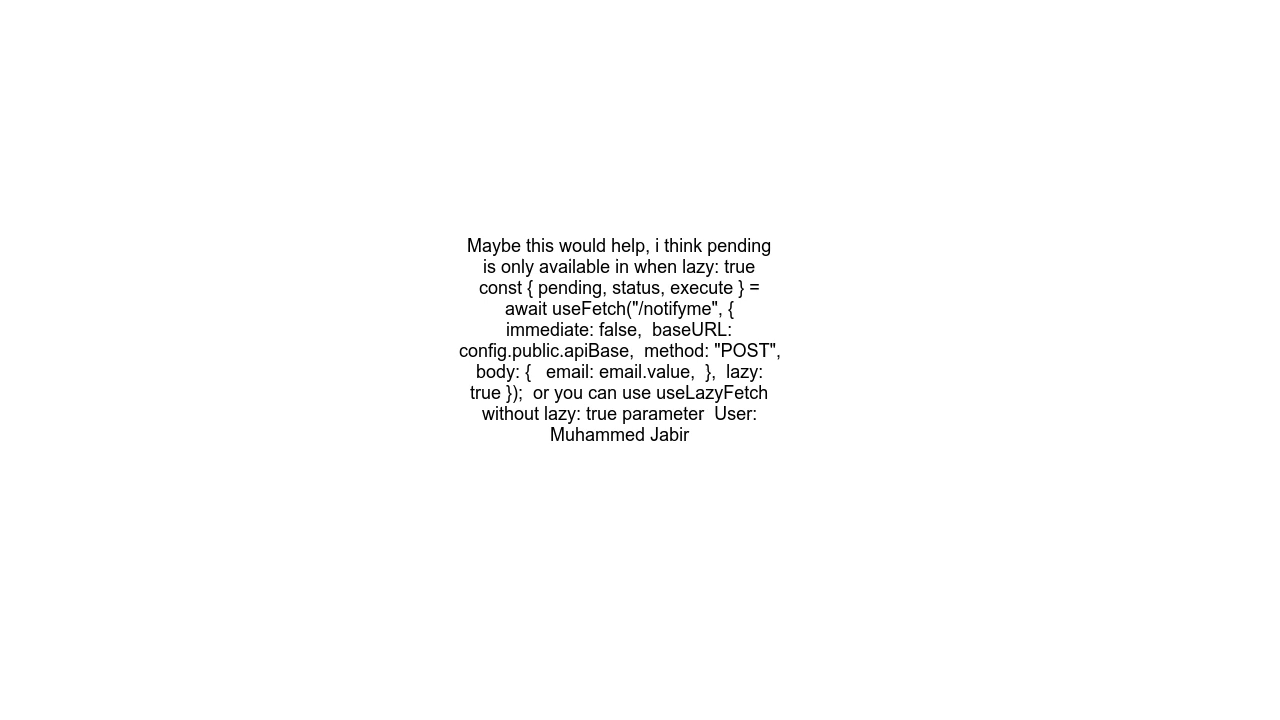 Maybe this would help, i think pending
is only available in when lazy: true
const { pending, status, execute } =
await useFetch("/notifyme", {
immediate: false,  baseURL:
config.public.apiBase,  method: "POST",
body: {   email: email.value,  },  lazy:
true });  or you can use useLazyFetch
without lazy: true parameter  User:
Muhammed Jabir